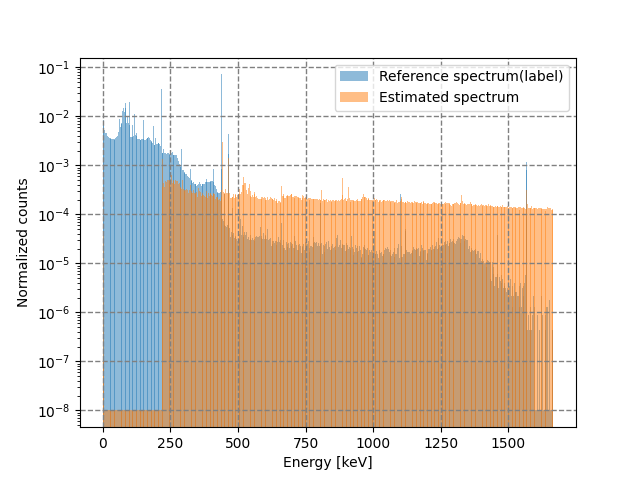 Reference spectrum(label)
Estimated spectrum
10⁻¹
10⁻²
10⁻³
10⁻⁴
10⁻⁵
10⁻⁶
10⁻⁷
10⁻⁸
Normalized counts
0 250 500 750 1000 1250 1500
Energy [keV]